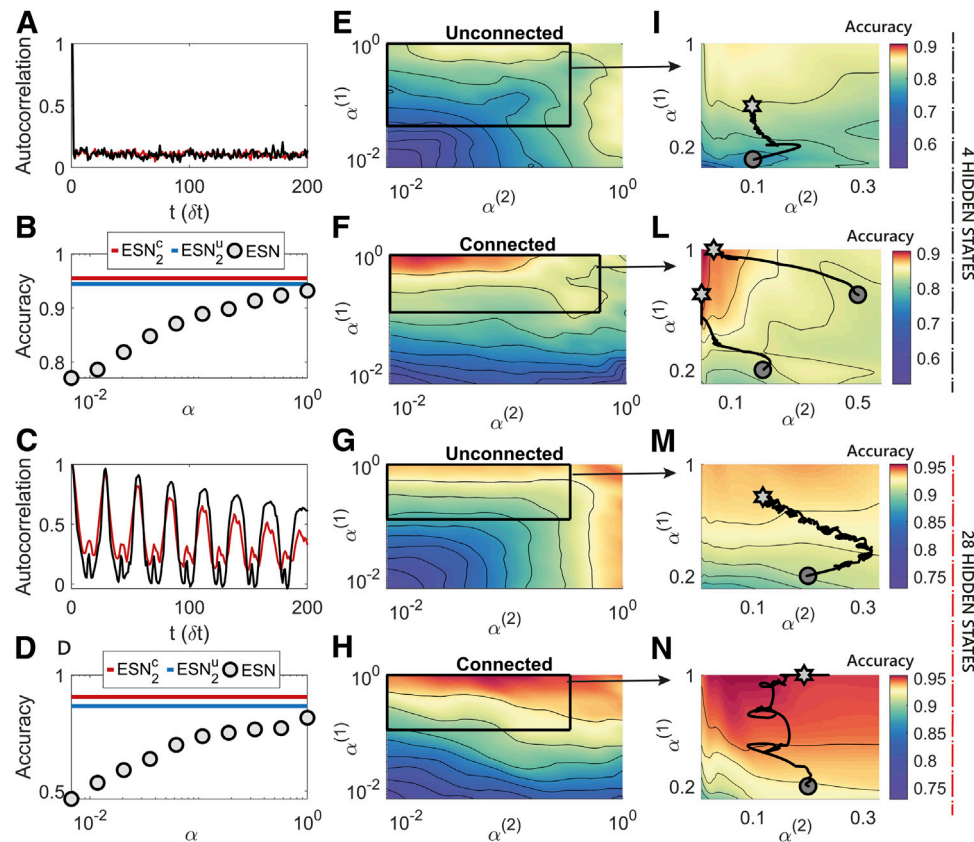 A
Autocorrelation
1
0.5
0
0
100
200
t (δt)
E
Unconnected
10^0
α^(1)
10^-2
10^-2
α^(2)
10^0
I
Accuracy
1
α^(1)
0.2
0.1
α^(2)
0.3
0.9
0.8
0.7
0.6
4 HIDDEN STATES
B
ESN_2^c ESN_2^u ESN
Accuracy
1
0.9
0.8
10^-2
α
10^0
F
Connected
10^0
α^(1)
10^-2
10^-2
α^(2)
10^0
L
Accuracy
1
α^(1)
0.2
0.1
α^(2)
0.5
0.9
0.8
0.7
0.6
C
Autocorrelation
1
0.5
0
0
100
200
t (δt)
G
Unconnected
10^0
α^(1)
10^-2
10^-2
α^(2)
10^0
M
Accuracy
1
α^(1)
0.2
0.1
α^(2)
0.3
0.95
0.9
0.85
0.8
0.75
28 HIDDEN STATES
D
D
ESN_2^c ESN_2^u ESN
Accuracy
1
0.5
10^-2
α
10^0
H
Connected
10^0
α^(1)
10^-2
10^-2
α^(2)
10^0
N
Accuracy
1
α^(1)
0.2
0.1
α^(2)
0.3
0.95
0.9
0.85
0.8
0.75